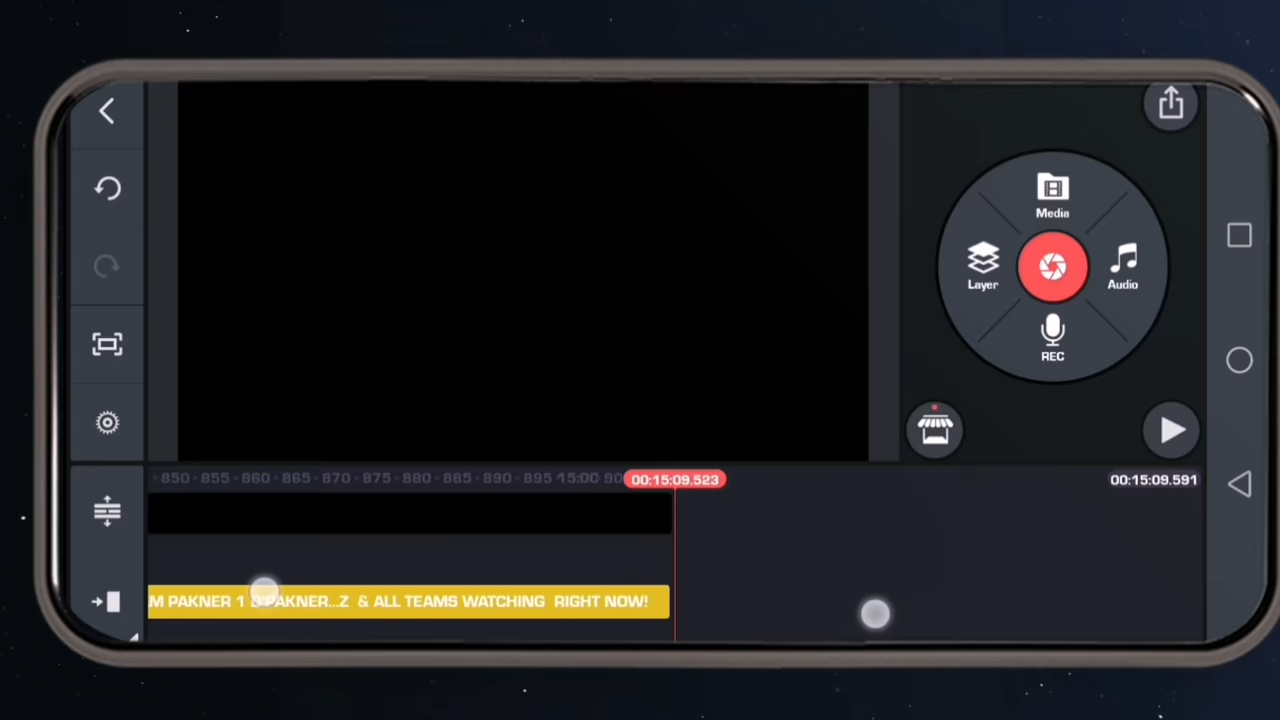 Media
Layer
Audio
REC
850 855 860 865 870 875 880 885 890 895 15:00 90
00:15:09.523
00:15:09.591
M PAKNER 1 PAKNER...Z & ALL TEAMS WATCHING RIGHT NOW!